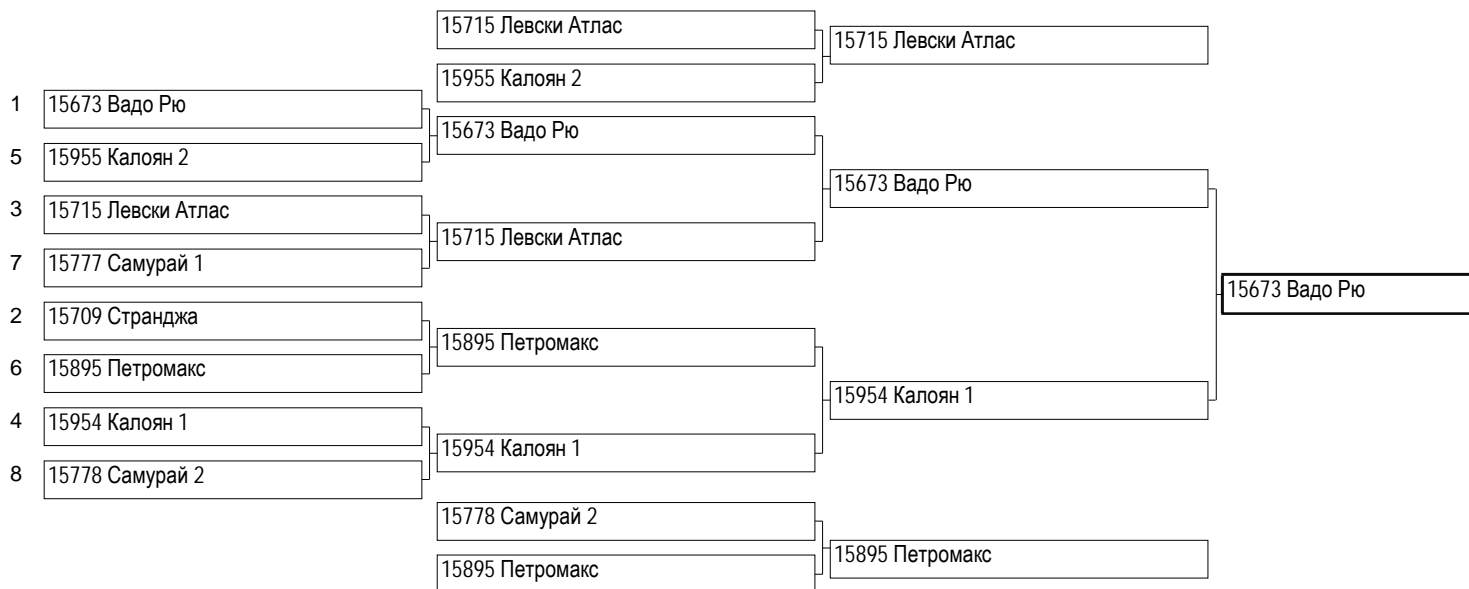 15715 Левски Атлас
15715 Левски Атлас
15955 Калоян 2
1 15673 Вадо Рю
15673 Вадо Рю
5 15955 Калоян 2
15673 Вадо Рю
3 15715 Левски Атлас
15715 Левски Атлас
7 15777 Самурай 1
15673 Вадо Рю
2 15709 Странджа
15895 Петромакс
6 15895 Петромакс
15954 Калоян 1
4 15954 Калоян 1
15954 Калоян 1
8 15778 Самурай 2
15778 Самурай 2
15895 Петромакс
15895 Петромакс